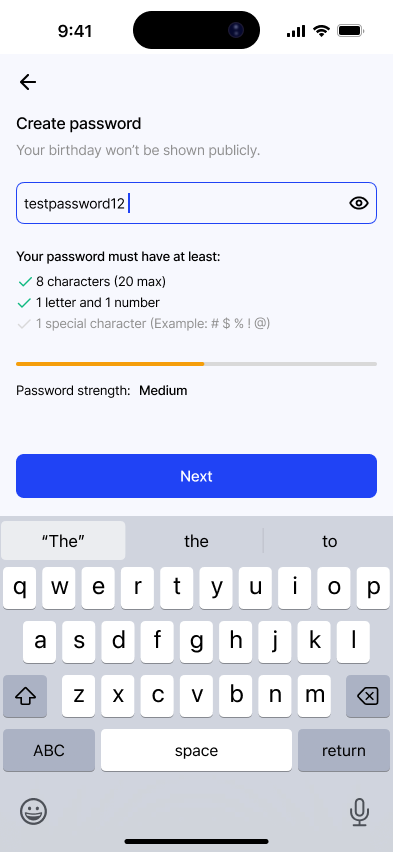 9:41
Create password
Your birthday won't be shown publicly.
testpassword12
Your password must have at least:
8 characters (20 max)
1 letter and 1 number
1 special character (Example: # $ % ! @)
Password strength: Medium
Next
“The” the to
q w e r t y u i o p
a s d f g h j k l
z x c v b n m
ABC space return